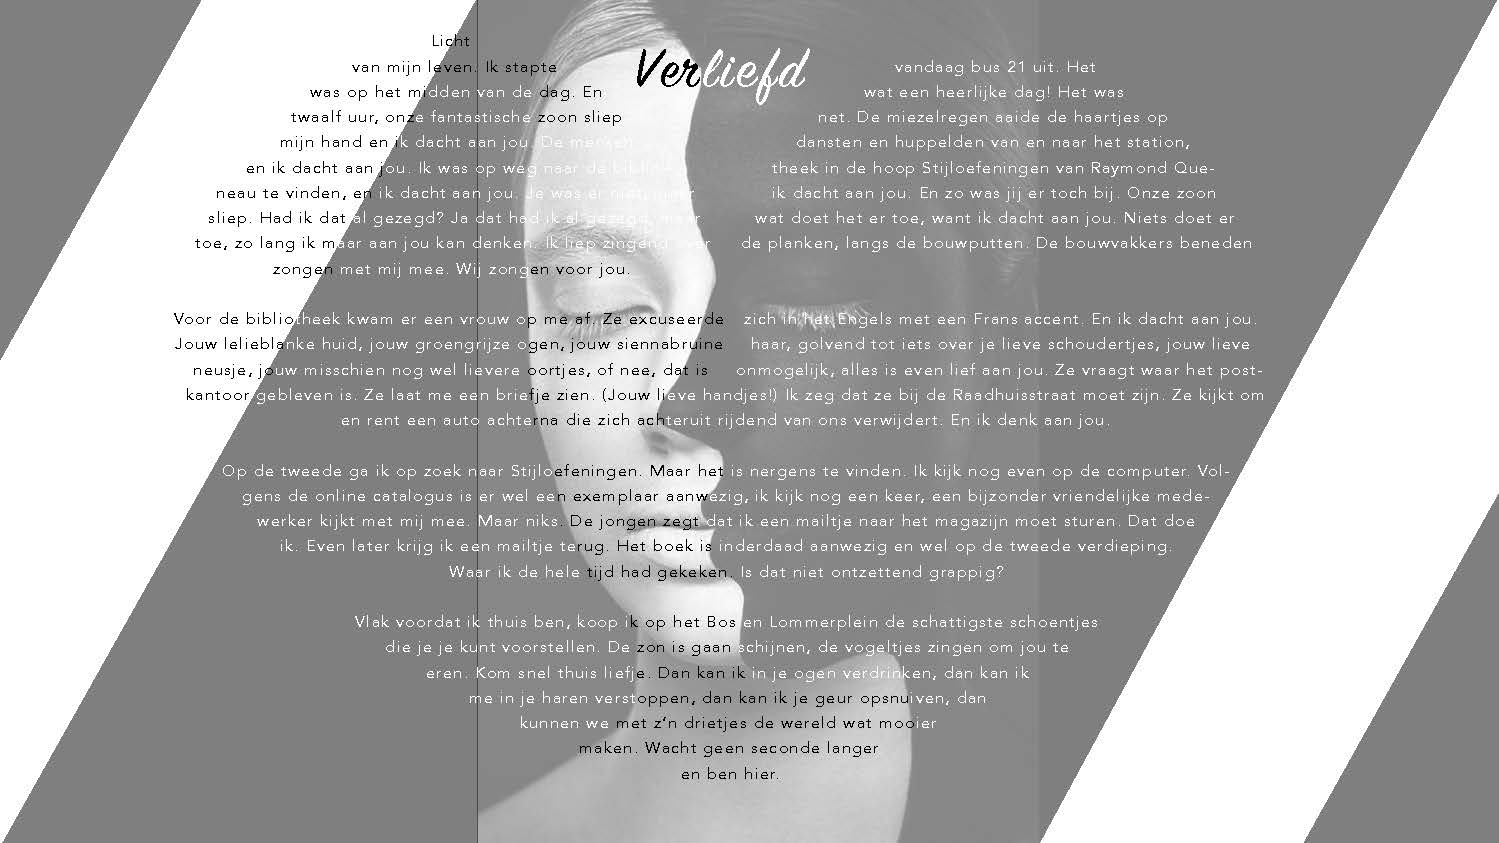 Verliefd
Licht
van mijn leven. Ik stapte vandaag bus 21 uit. Het
was op het midden van de dag. En wat een heerlijke dag! Het was
twaalf uur, onze fantastische zoon sliep net. De miezelregen aaide de haartjes op
mijn hand en ik dacht aan jou. De mensen dansten en huppelden van en naar het station,
en ik dacht aan jou. Ik was op weg naar de biblio- theek in de hoop Stijloefeningen van Raymond Que-
neau te vinden, en ik dacht aan jou. Je was er niet, maar ik dacht aan jou. En zo was jij er toch bij. Onze zoon
sliep. Had ik dat al gezegd? Ja dat had ik al gezegd, maar wat doet het er toe, want ik dacht aan jou. Niets doet er
toe, zo lang ik maar aan jou kan denken. Ik liep zingend over de planken, langs de bouwputten. De bouwvakkers beneden
zongen met mij mee. Wij zongen voor jou.
Voor de bibliotheek kwam er een vrouw op me af. Ze excuseerde zich in het Engels met een Frans accent. En ik dacht aan jou.
Jouw lelieblanke huid, jouw groengrijze ogen, jouw siennabruine haar, golvend tot iets over je lieve schoudertjes, jouw lieve
neusje, jouw misschien nog wel lievere oortjes, of nee, dat is onmogelijk, alles is even lief aan jou. Ze vraagt waar het post-
kantoor gebleven is. Ze laat me een briefje zien. (Jouw lieve handjes!) Ik zeg dat ze bij de Raadhuisstraat moet zijn. Ze kijkt om
en rent een auto achterna die zich achteruit rijdend van ons verwijdert. En ik denk aan jou.
Op de tweede ga ik op zoek naar Stijloefeningen. Maar het is nergens te vinden. Ik kijk nog even op de computer. Vol-
gens de online catalogus is er wel een exemplaar aanwezig, ik kijk nog een keer, een bijzonder vriendelijke mede-
werker kijkt met mij mee. Maar niks. De jongen zegt dat ik een mailtje naar het magazijn moet sturen. Dat doe
ik. Even later krijg ik een mailtje terug. Het boek is inderdaad aanwezig en wel op de tweede verdieping.
Waar ik de hele tijd had gekeken. Is dat niet ontzettend grappig?
Vlak voordat ik thuis ben, koop ik op het Bos en Lommerplein de schattigste schoentjes
die je je kunt voorstellen. De zon is gaan schijnen, de vogeltjes zingen om jou te
eren. Kom snel thuis liefje. Dan kan ik in je ogen verdrinken, dan kan ik
me in je haren verstoppen, dan kan ik je geur opsnuiven, dan
kunnen we met z'n drietjes de wereld wat mooier
maken. Wacht geen seconde langer
en ben hier.